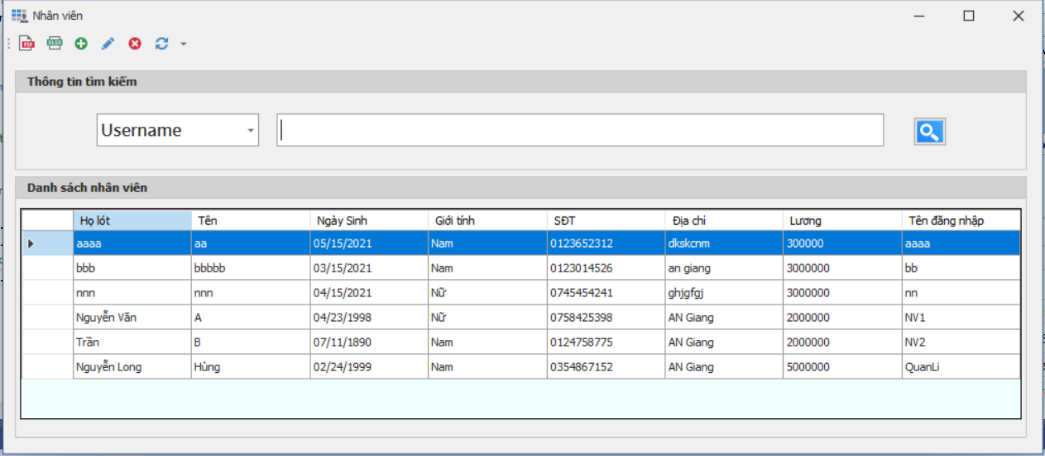 Nhân viên
Thông tin tìm kiếm
Username
Danh sách nhân viên
Họ lót Tên Ngày Sinh Giới tính SĐT Địa chỉ Lương Tên đăng nhập
aaaa aa 05/15/2021 Nam 0123652312 dkskcnm 300000 aaaa
bbb bbbbb 03/15/2021 Nam 0123014526 an giang 3000000 bb
nnn nnn 04/15/2021 Nữ 0745454241 ghjgfgj 3000000 nn
Nguyễn Văn A 04/23/1998 Nữ 0758425398 AN Giang 2000000 NV1
Trần B 07/11/1890 Nam 0124758775 AN Giang 2000000 NV2
Nguyễn Long Hùng 02/24/1999 Nam 0354867152 AN Giang 5000000 QuanLi